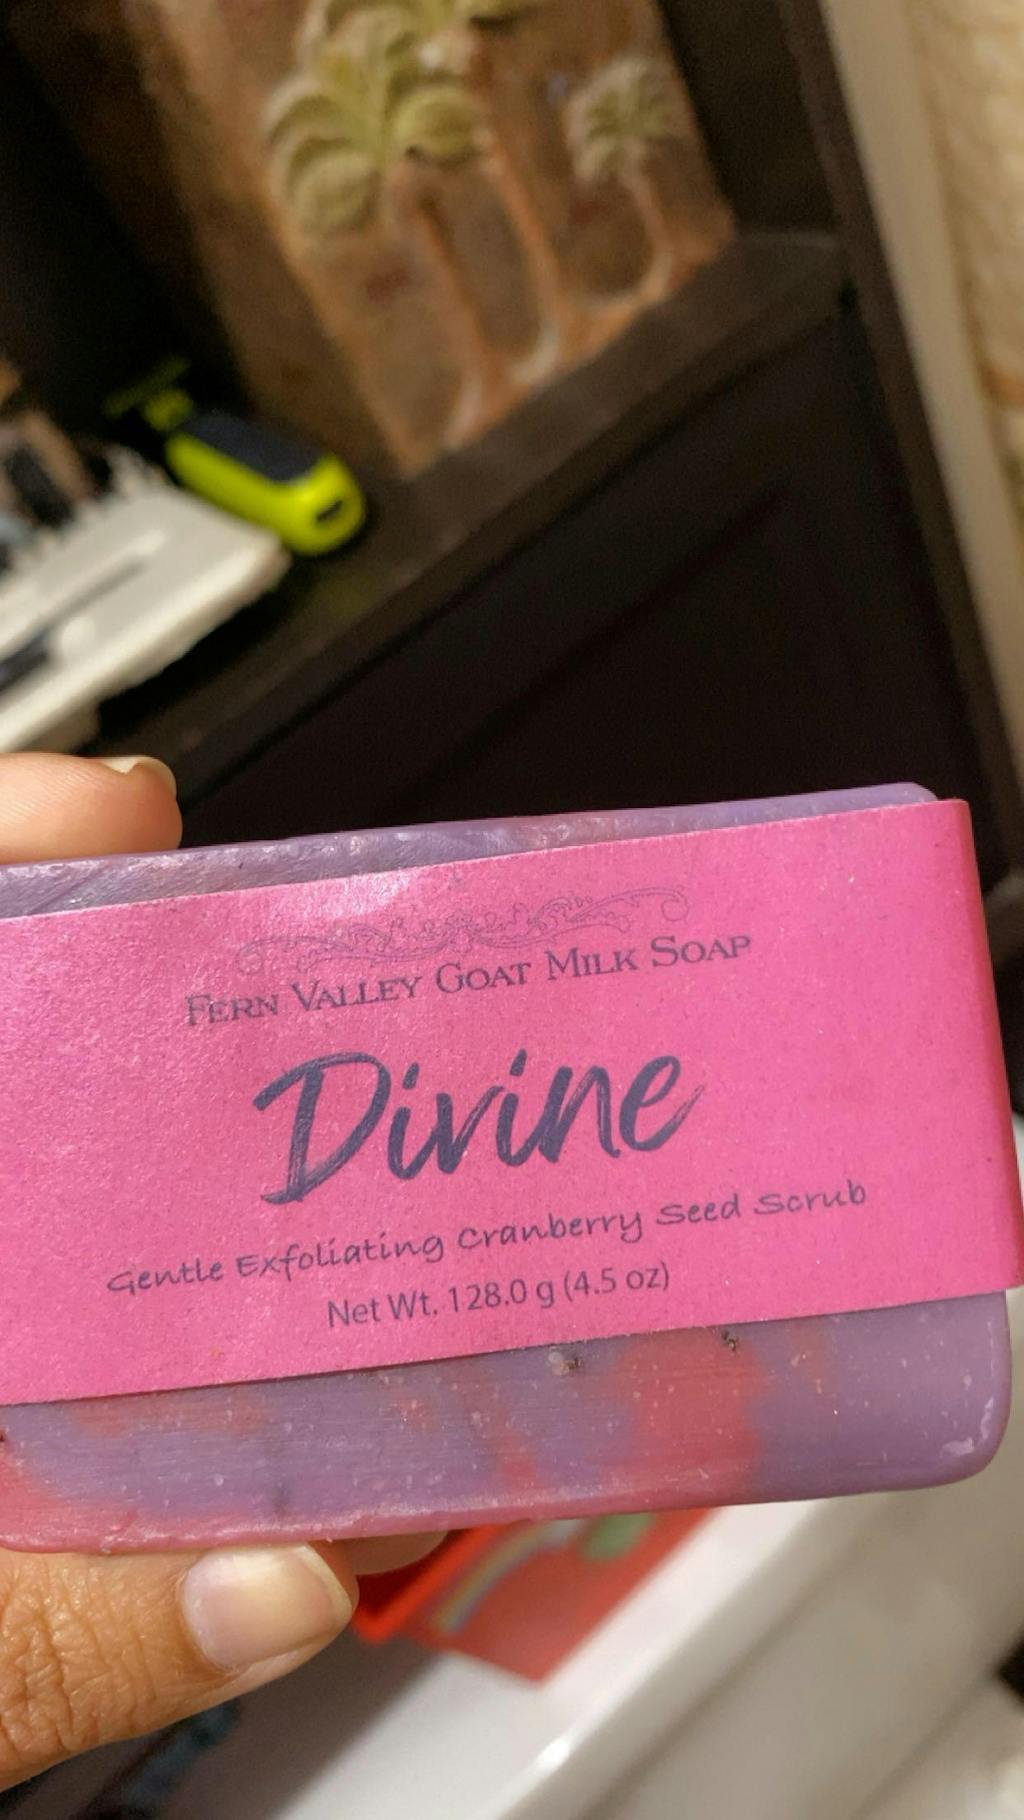 Fern Valley Goat Milk Soap
Divine
Gentle Exfoliating Cranberry Seed Scrub
Net Wt. 128.0 g (4.5 oz)